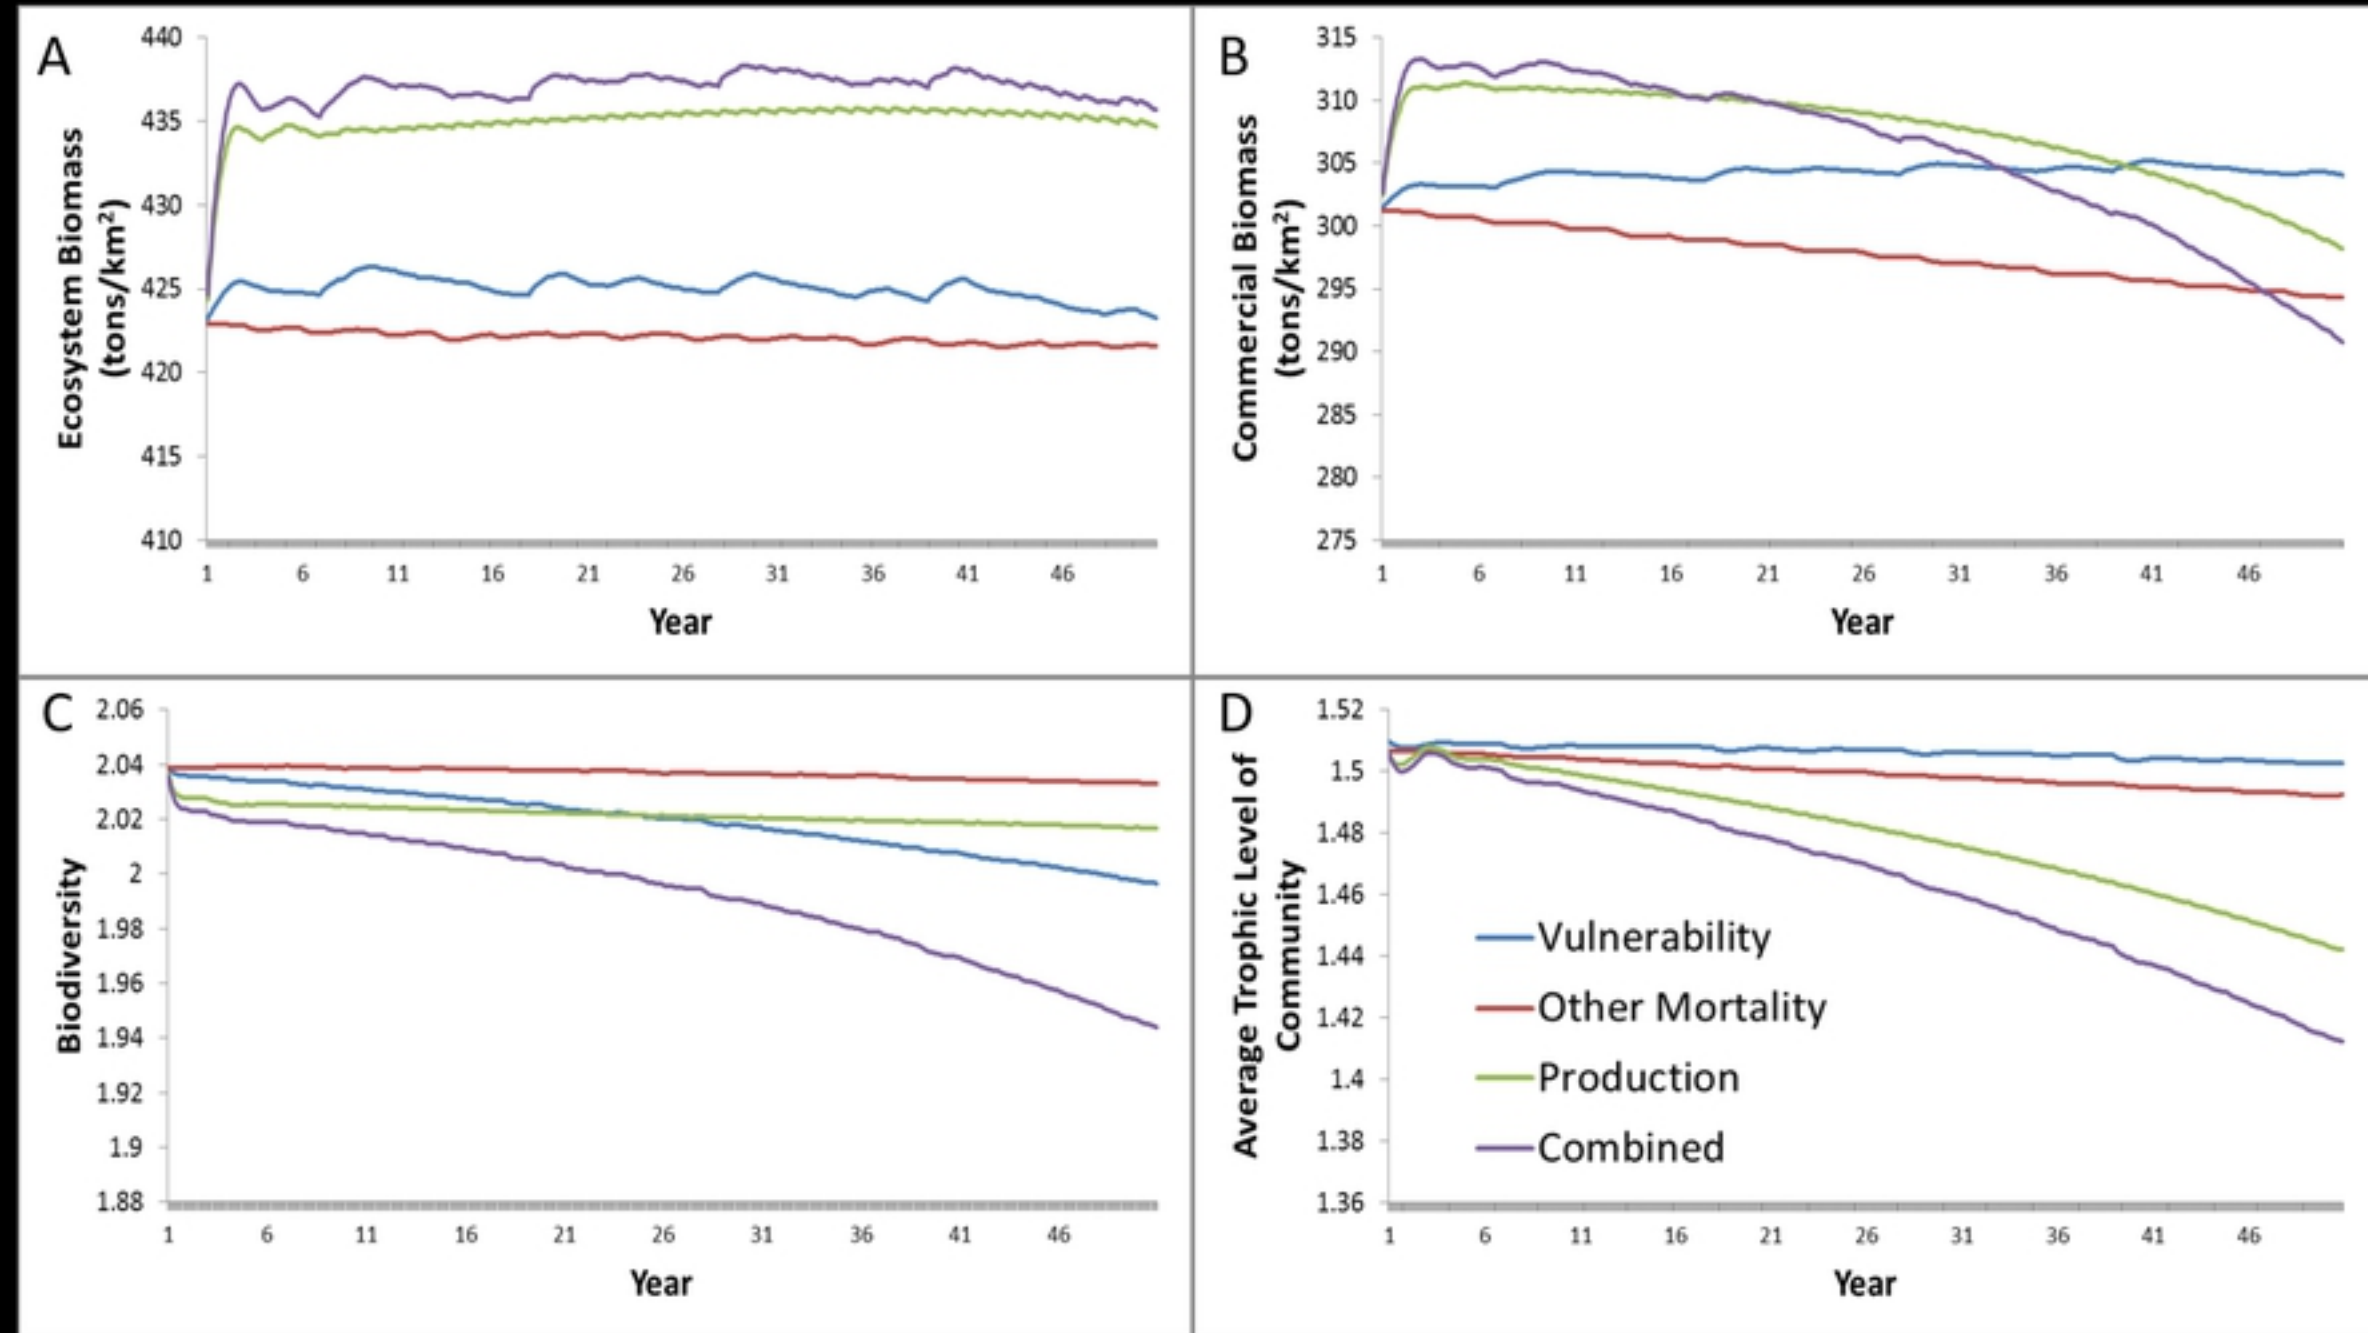 A
Ecosystem Biomass
(tons/km²)
440
435
430
425
420
415
410
1 6 11 16 21 26 31 36 41 46
Year
B
Commercial Biomass
(tons/km²)
315
310
305
300
295
290
285
280
275
1 6 11 16 21 26 31 36 41 46
Year
C
Biodiversity
2.06
2.04
2.02
2
1.98
1.96
1.94
1.92
1.9
1.88
1 6 11 16 21 26 31 36 41 46
Year
D
Average Trophic Level of
Community
1.52
1.5
1.48
1.46
1.44
1.42
1.4
1.38
1.36
Vulnerability
Other Mortality
Production
Combined
1 6 11 16 21 26 31 36 41 46
Year